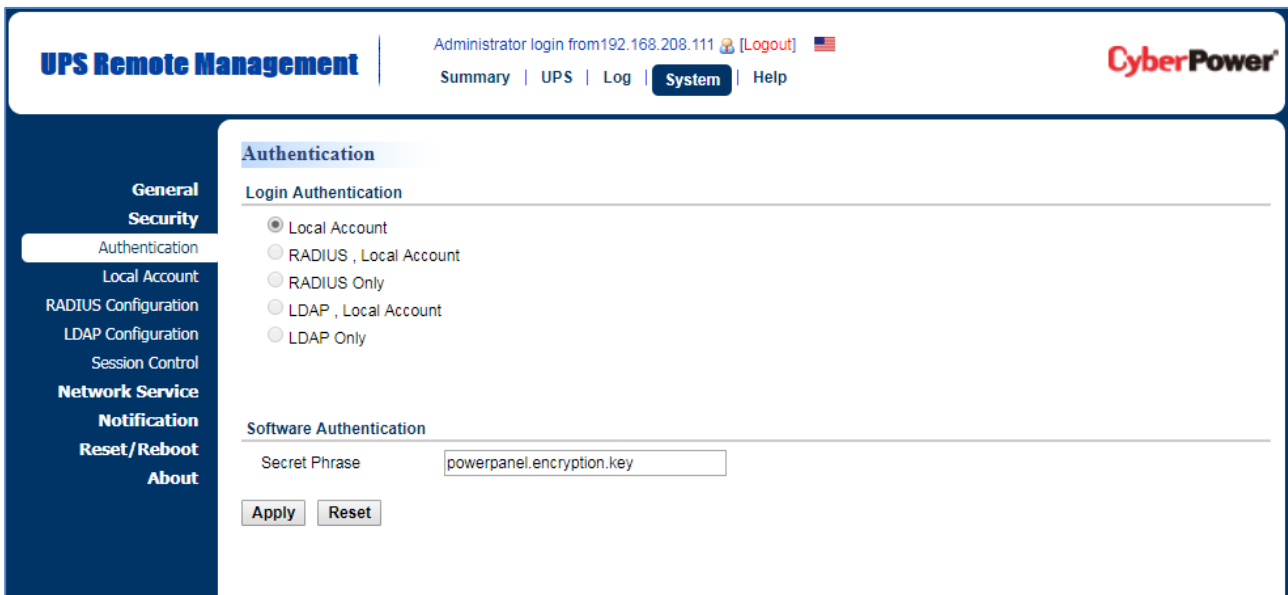 UPS Remote Management
Administrator login from192.168.208.111 [Logout]
Summary | UPS | Log | System | Help
CyberPower
Authentication
General
Security
Authentication
Local Account
RADIUS Configuration
LDAP Configuration
Session Control
Network Service
Notification
Reset/Reboot
About
Login Authentication
Local Account
RADIUS , Local Account
RADIUS Only
LDAP , Local Account
LDAP Only
Software Authentication
Secret Phrase powerpanel.encryption.key
Apply Reset